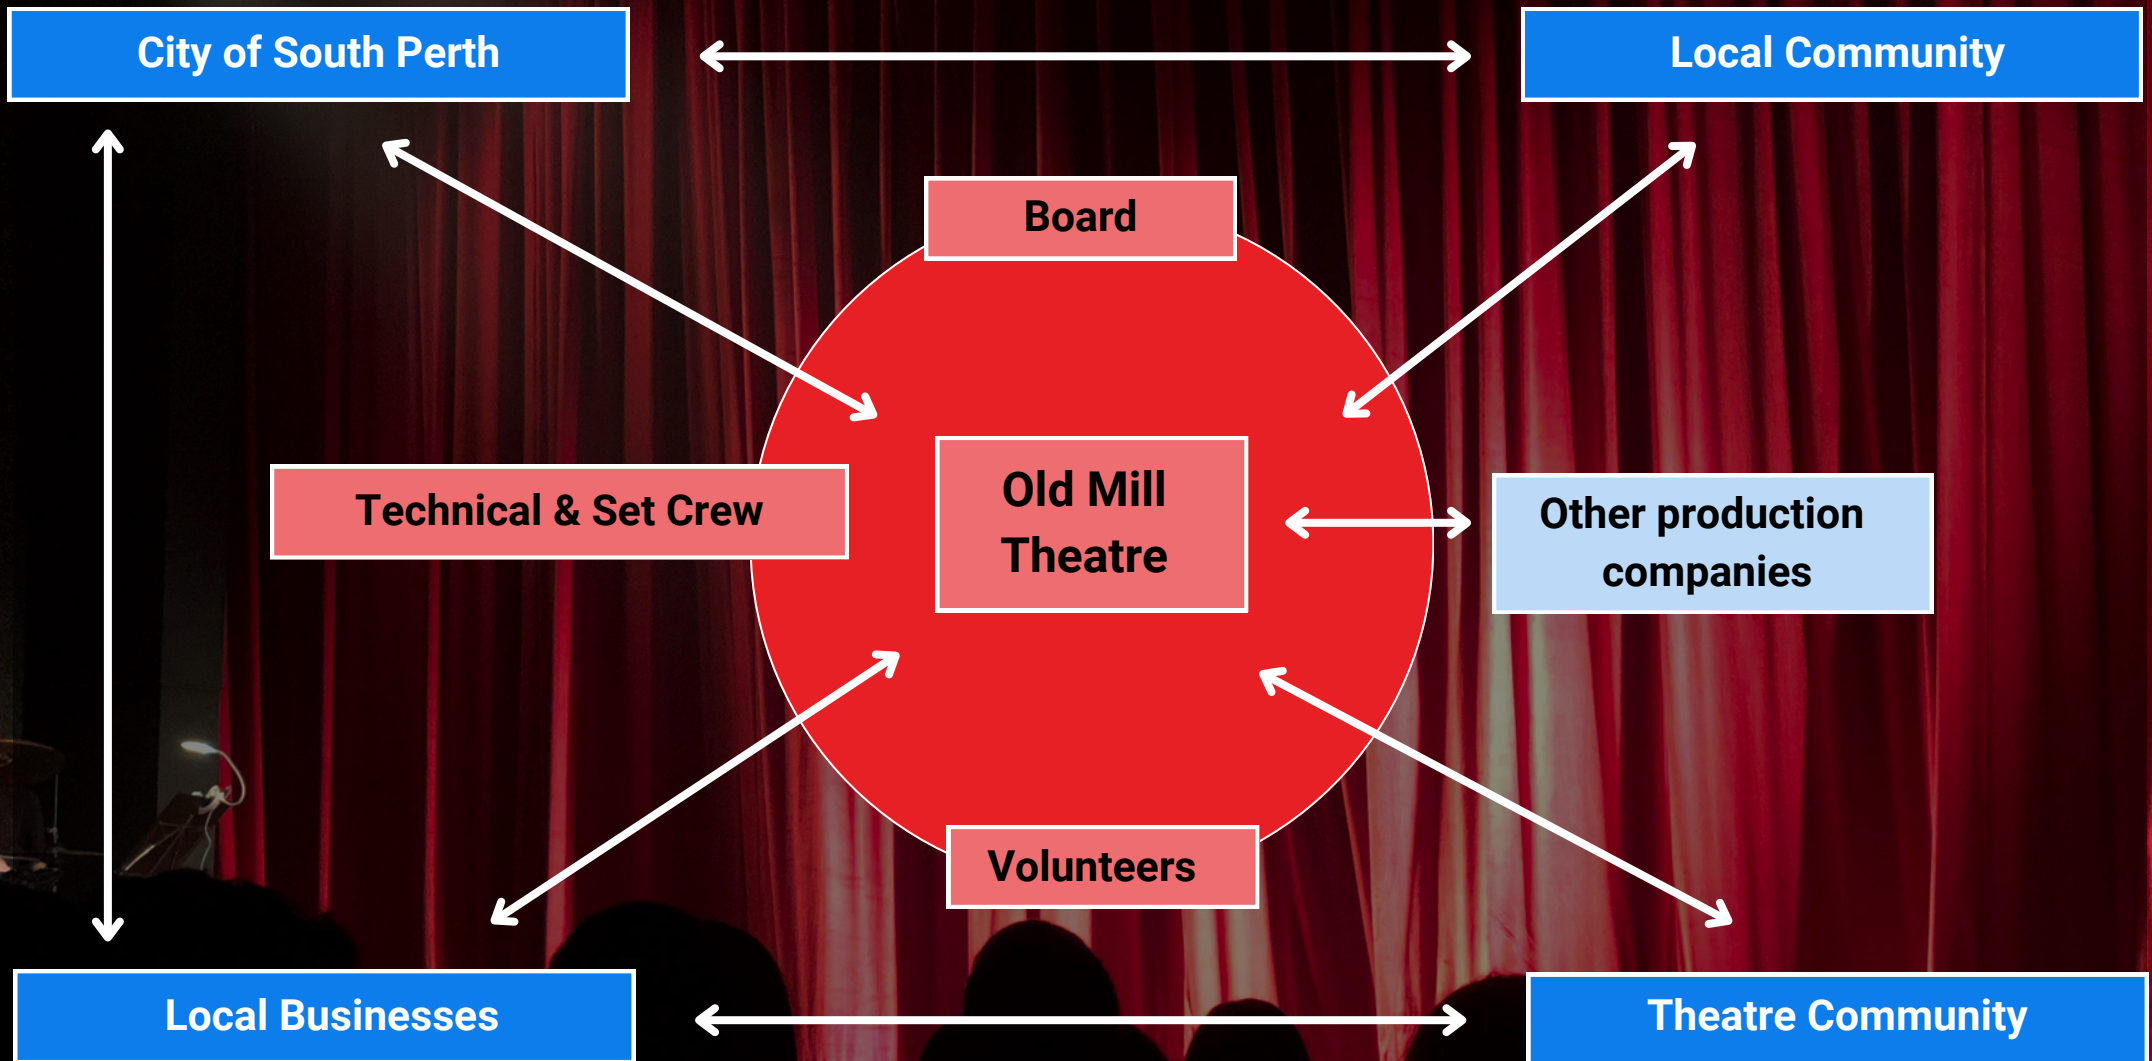 City of South Perth
Local Community
Board
Technical & Set Crew
Old Mill
Theatre
Other production
companies
Volunteers
Local Businesses
Theatre Community